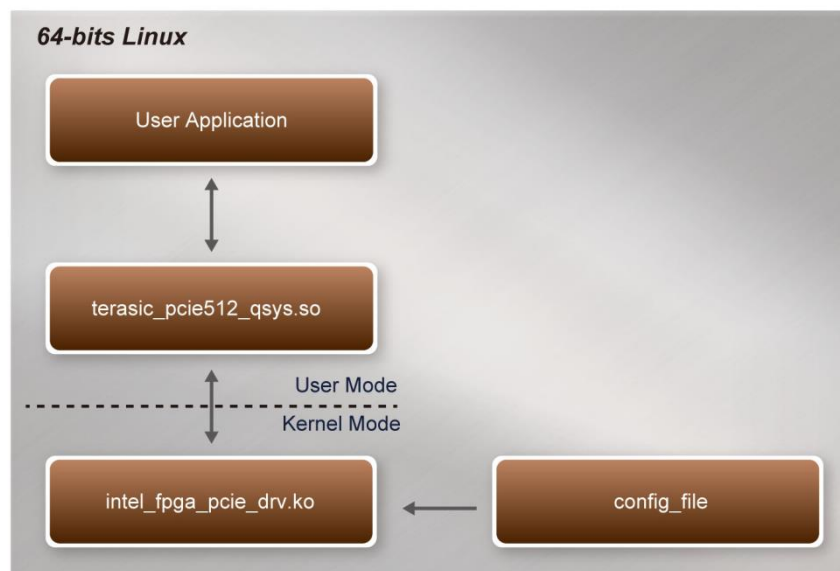 64-bits Linux
User Application
terasic_pcie512_qsys.so
User Mode
Kernel Mode
intel_fpga_pcie_drv.ko
config_file